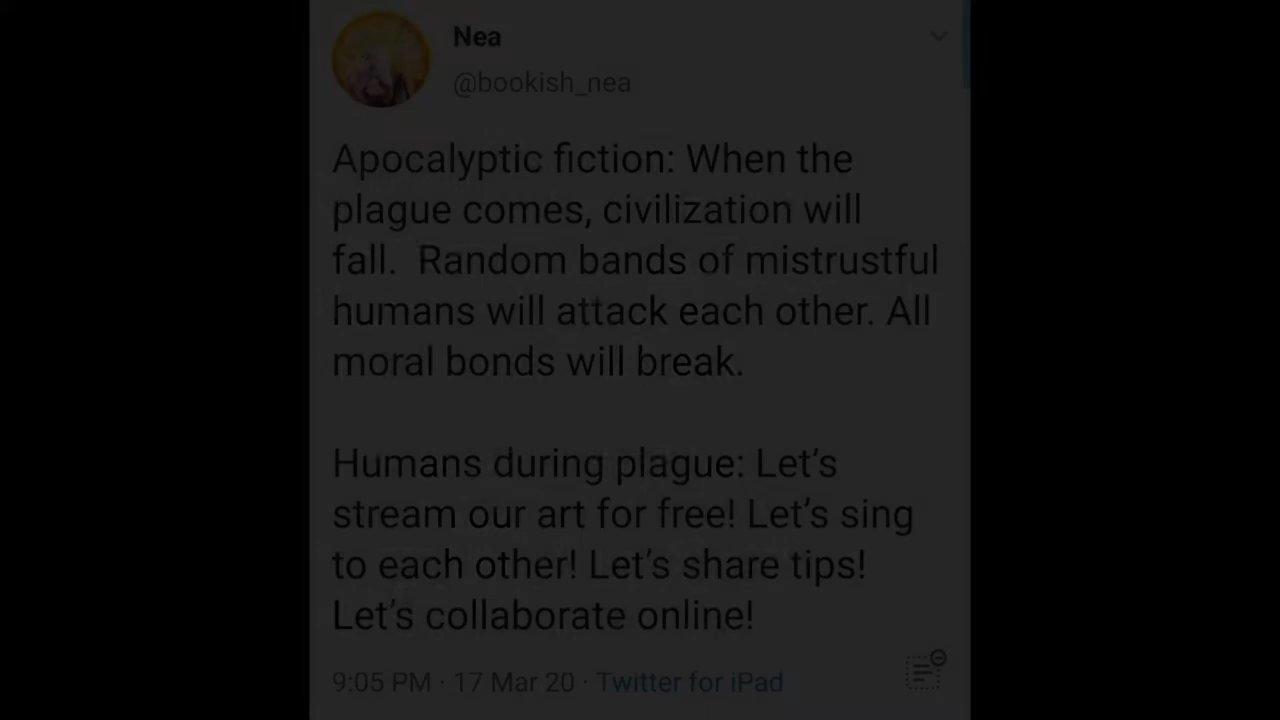 Nea
@bookish_nea
Apocalyptic fiction: When the
plague comes, civilization will
fall.  Random bands of mistrustful
humans will attack each other. All
moral bonds will break.
Humans during plague: Let’s
stream our art for free! Let’s sing
to each other! Let’s share tips!
Let’s collaborate online!
9:05 PM · 17 Mar 20 · Twitter for iPad